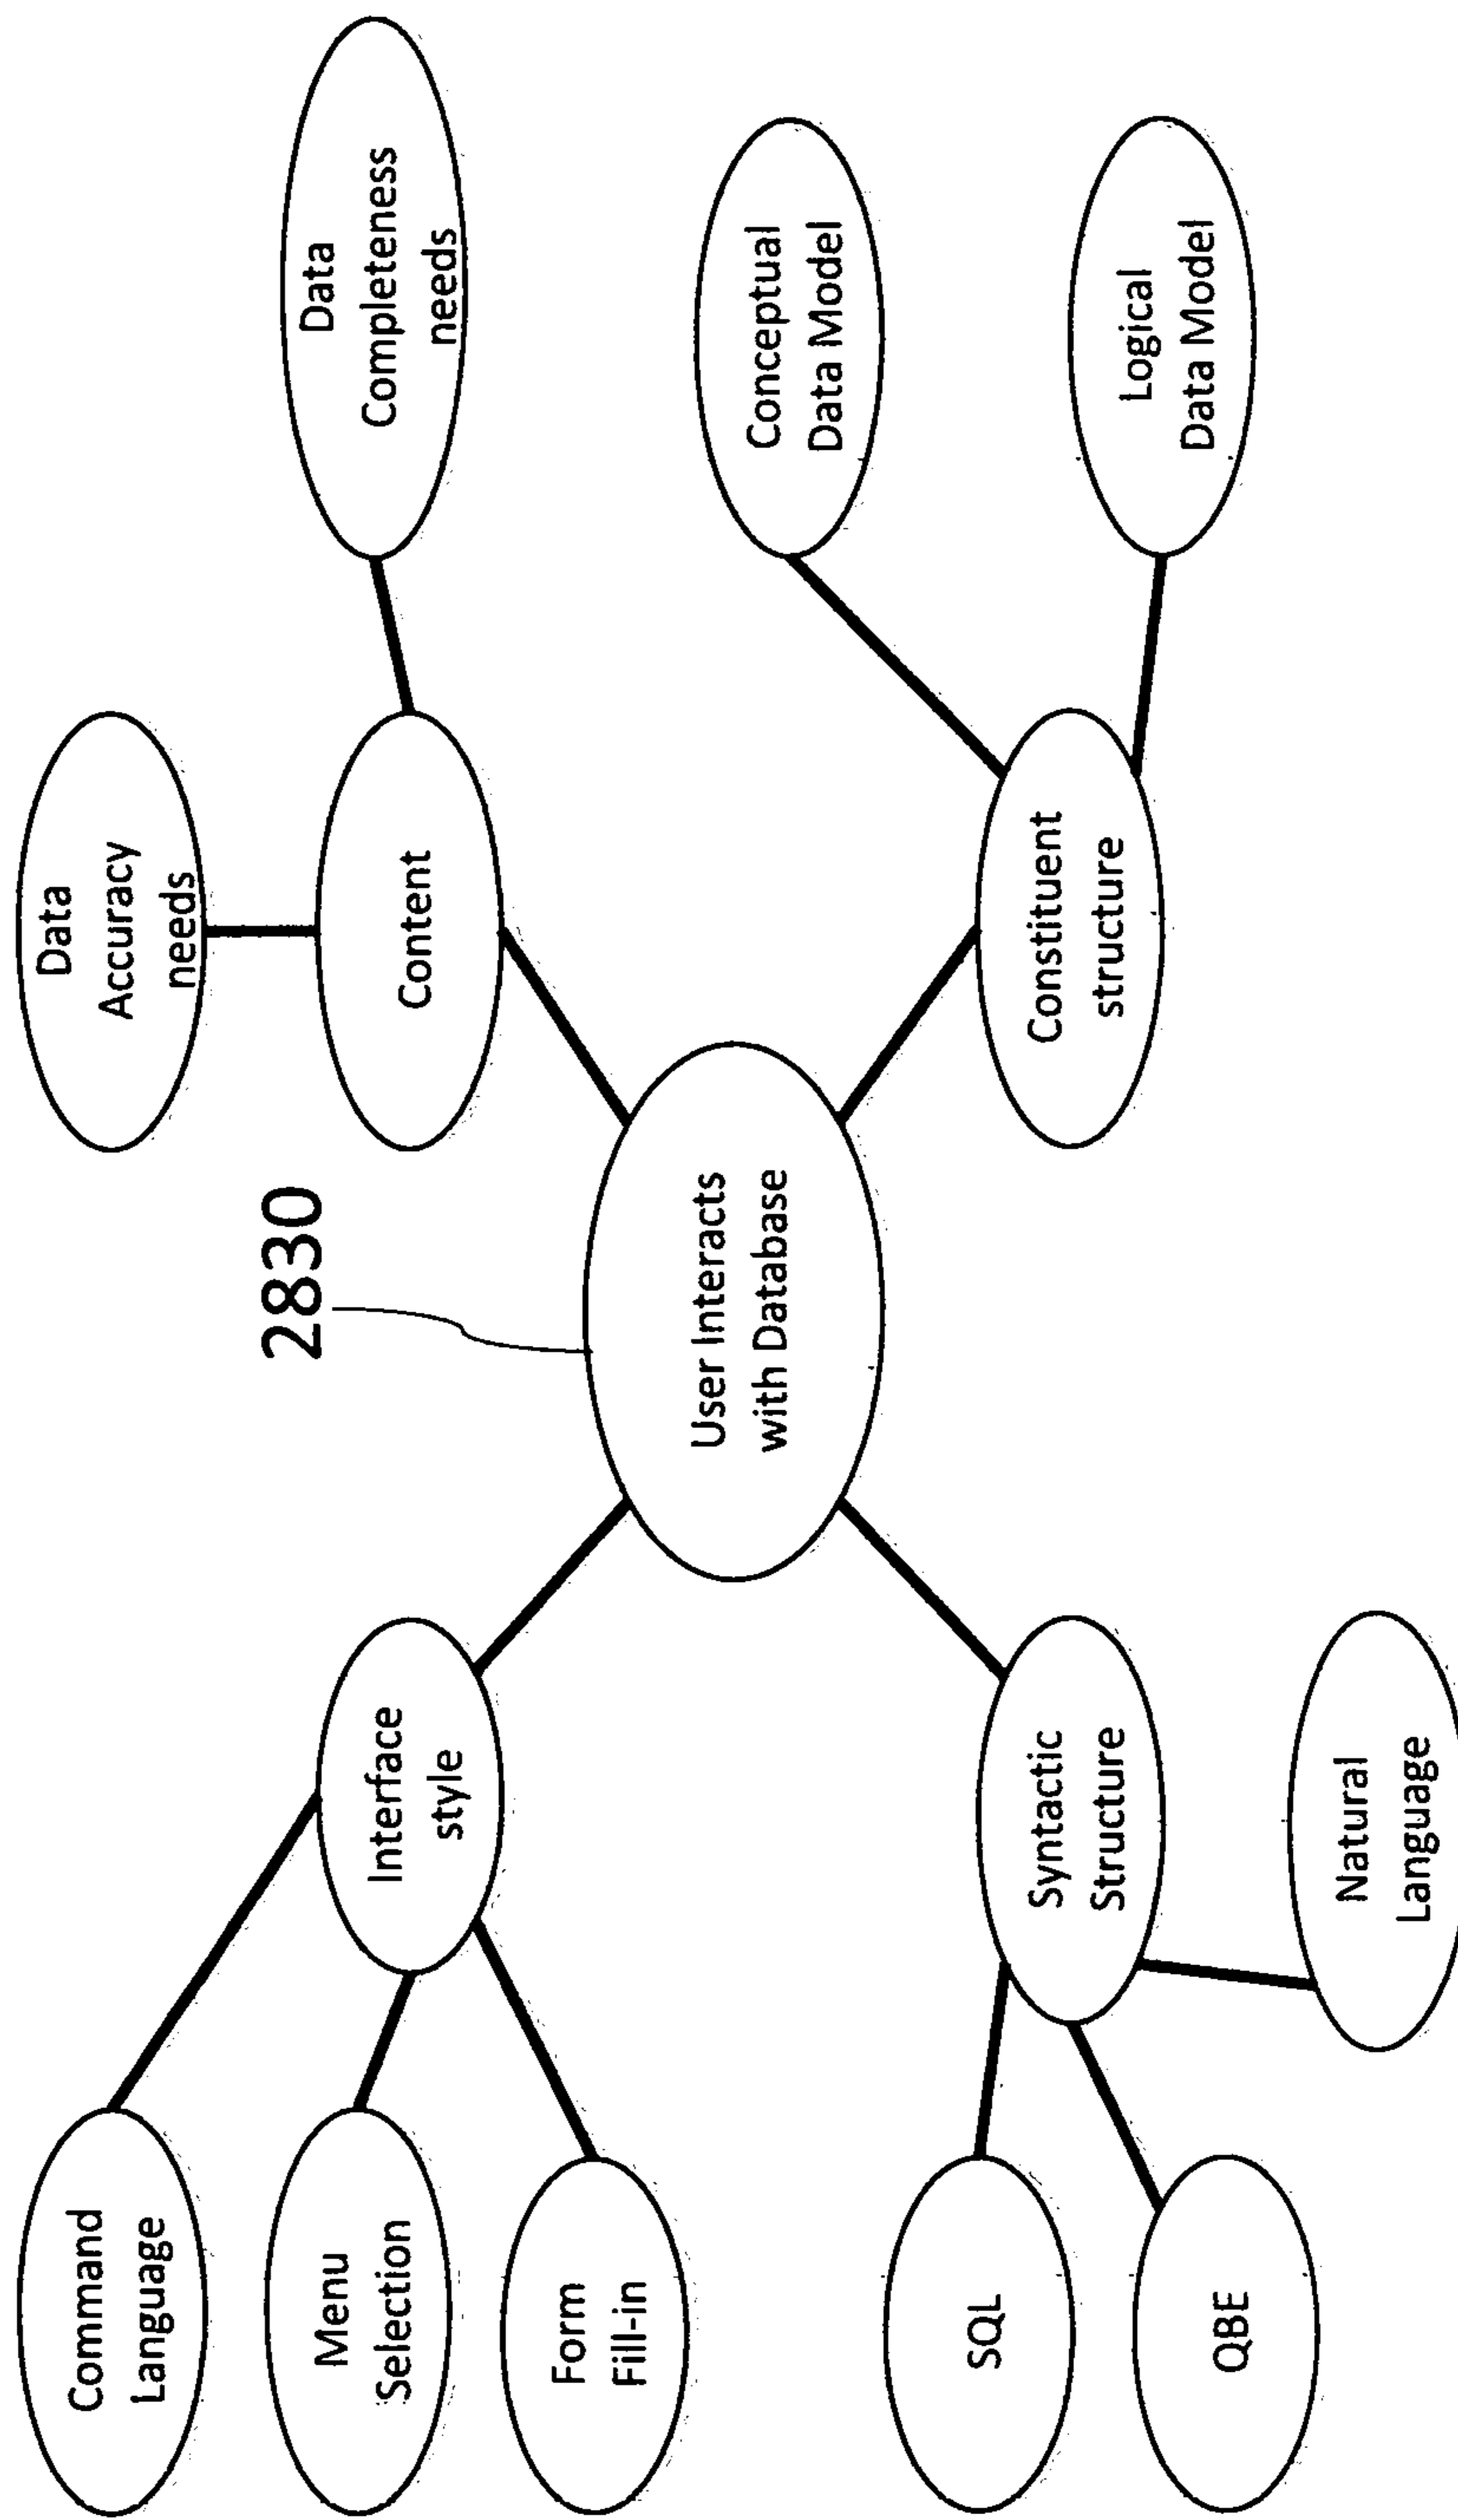 Command
Language
Menu
Selection
Form
Fill-in
Interface
style
2830
User Interacts
with Database
Data
Accuracy
needs
Content
Data
Completeness
needs
SQL
QBE
Syntactic
Structure
Natural
Language
Constituent
structure
Conceptual
Data Model
Logical
Data Model